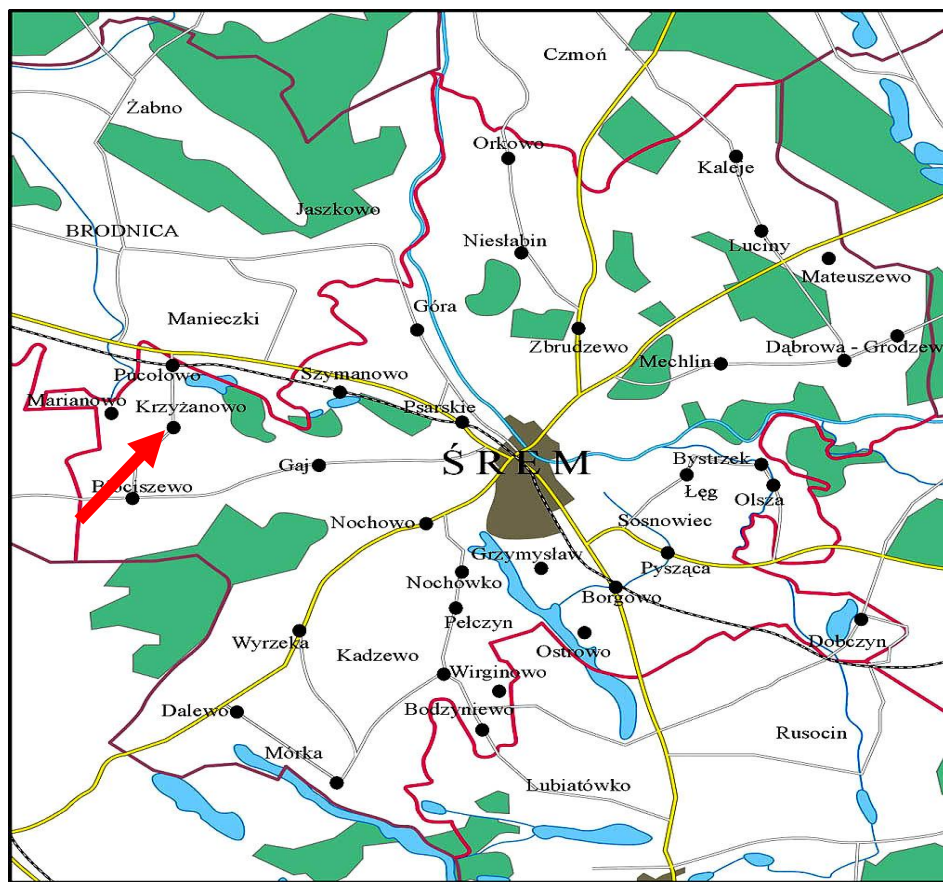 Czmoń
Żabno
Orkowo
Kaleje
Jaszkowo
BRODNICA
Niesłabin
Luciny
Mateuszewo
Góra
Manieczki
Zbrudzewo
Mechlin
Dąbrowa - Grodzew
Pucołowo
Szymanowo
Marianowo
Krzyżanowo
Psarskie
Gaj
ŚREM
Bystrzek
Łęg
Olsza
Błociszewo
Nochowo
Sosnowiec
Grzymysław
Pysząca
Nochowko
Borgowo
Pełczyn
Wyrzeka
Ostrowo
Dobczyn
Kadzewo
Wirginowo
Dalewo
Bodzyniewo
Rusocin
Mórka
Lubiatówko